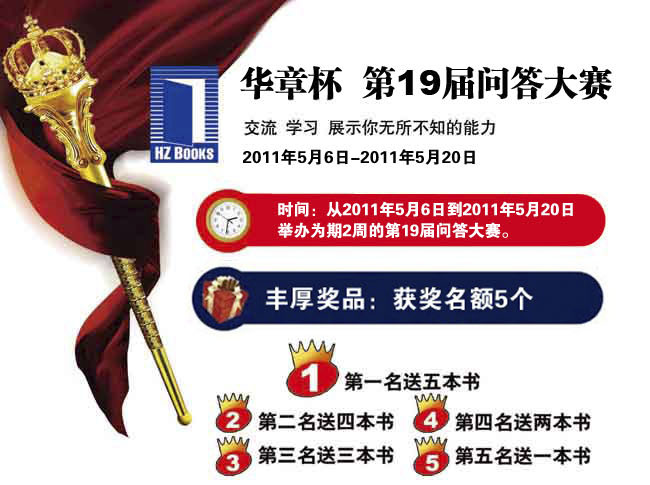 华章杯 第19届问答大赛
HZ BOOKS
交流 学习 展示你无所不知的能力
2011年5月6日-2011年5月20日
时间：从2011年5月6日到2011年5月20日
举办为期2周的第19届问答大赛。
丰厚奖品：获奖名额5个
1 第一名送五本书
2 第二名送四本书
4 第四名送两本书
3 第三名送三本书
5 第五名送一本书